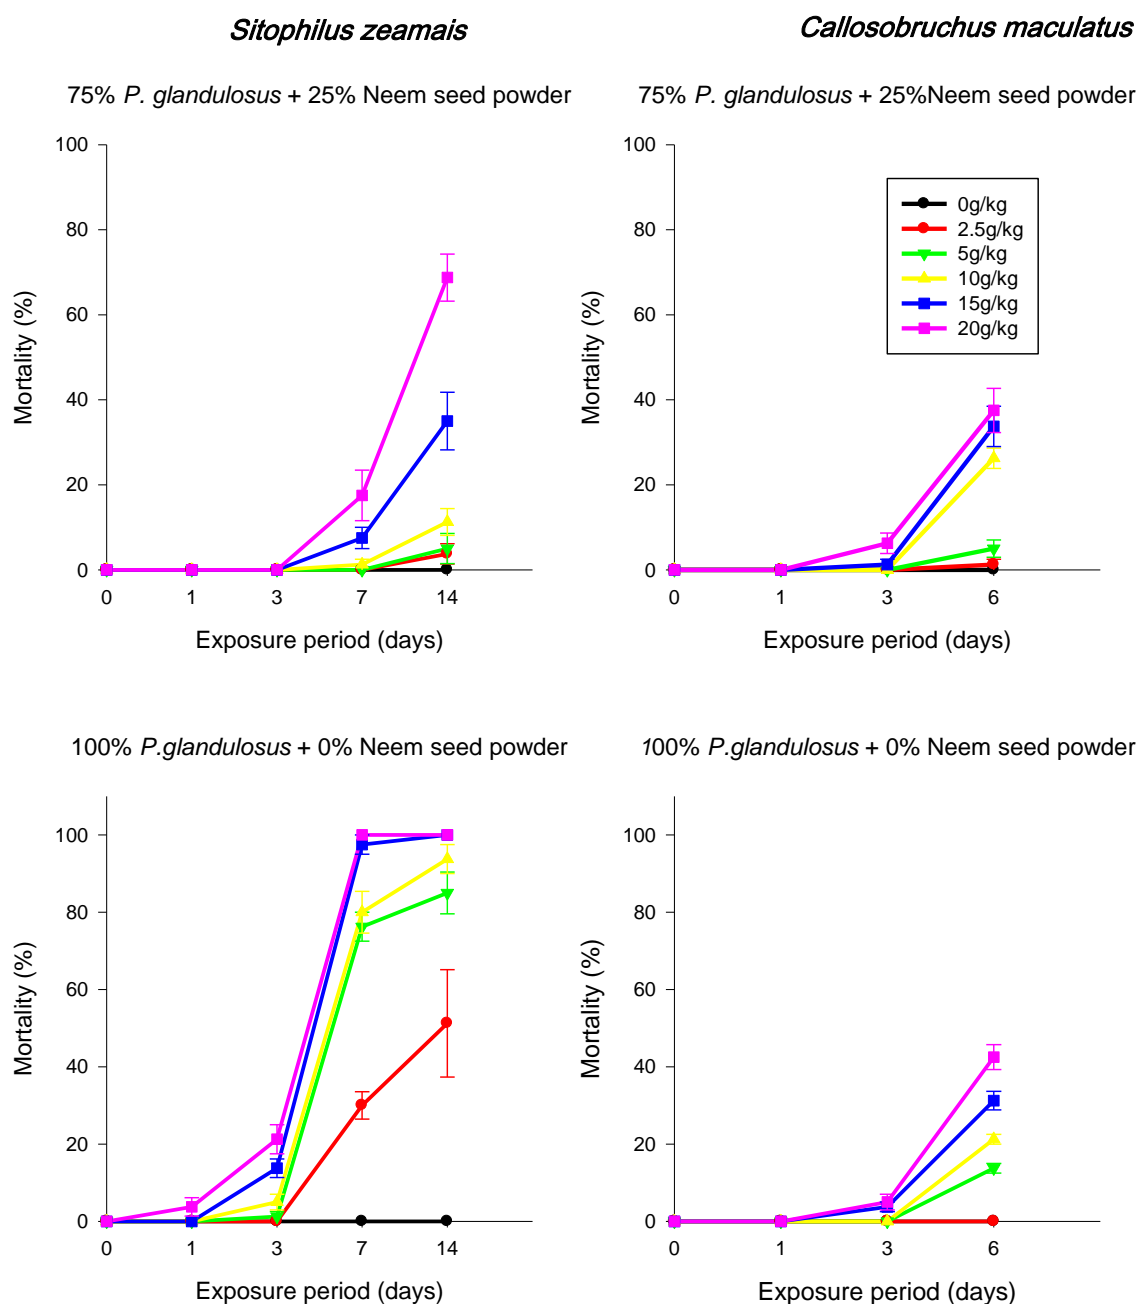 Sitophilus zeamais
Callosobruchus maculatus
75% P. glandulosus + 25% Neem seed powder
100
80
60
40
20
0
Mortality (%)
0 1 3 7 14
Exposure period (days)
75% P. glandulosus + 25%Neem seed powder
100
80
60
40
20
0
Mortality (%)
0g/kg
2.5g/kg
5g/kg
10g/kg
15g/kg
20g/kg
0 1 3 6
Exposure period (days)
100% P.glandulosus + 0% Neem seed powder
100
80
60
40
20
0
Mortality (%)
0 1 3 7 14
Exposure period (days)
100% P.glandulosus + 0% Neem seed powder
100
80
60
40
20
0
Mortality (%)
0 1 3 6
Exposure period (days)